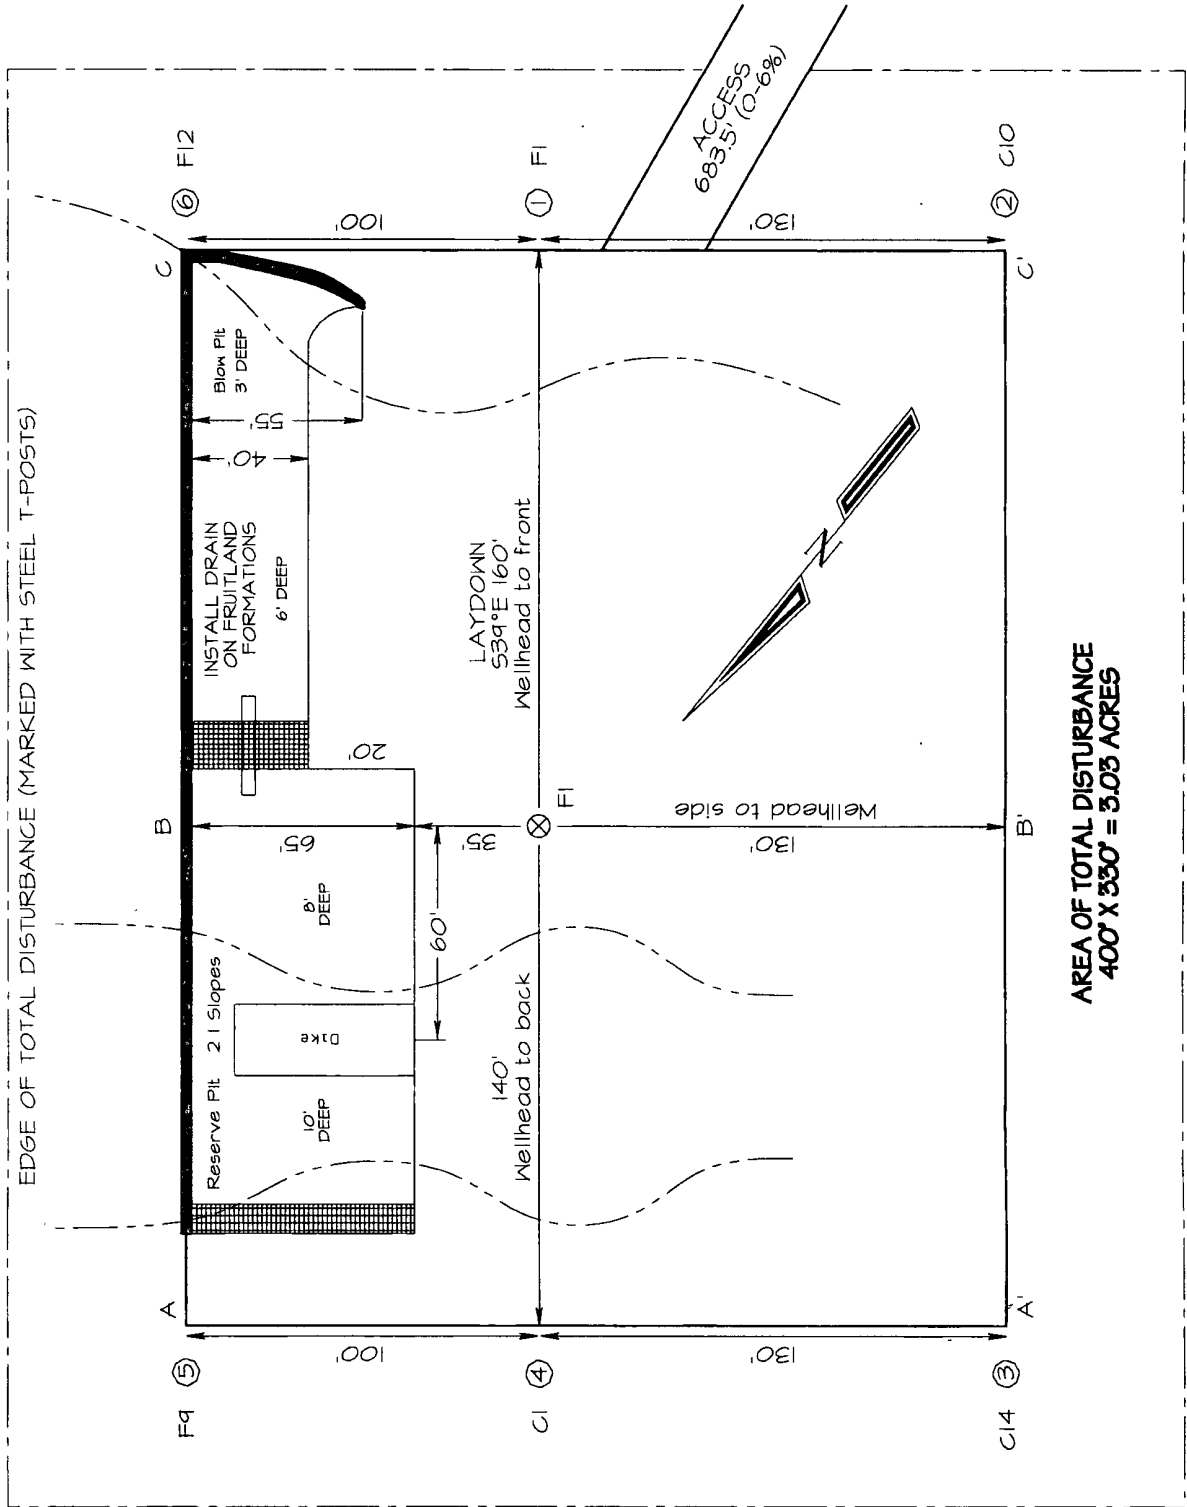 EDGE OF TOTAL DISTURBANCE (MARKED WITH STEEL T-POSTS)
F9
⑤
A
B
C
⑥
F12
100'
100'
Reserve Pit 2 1 Slopes
10'
DEEP
Dike
8'
DEEP
65'
INSTALL DRAIN
ON FRUITLAND
FORMATIONS
6' DEEP
40'
55'
Blow Pit
3' DEEP
20'
60'
35'
C1
④
140'
Wellhead to back
F1
LAYDOWN
S39°E 160'
Wellhead to front
①
F1
ACCESS
683.5' (0-6%)
130'
130'
Wellhead to side
130'
N
C14
③
A'
B'
C'
②
C10
AREA OF TOTAL DISTURBANCE
400' X 330' = 3.03 ACRES